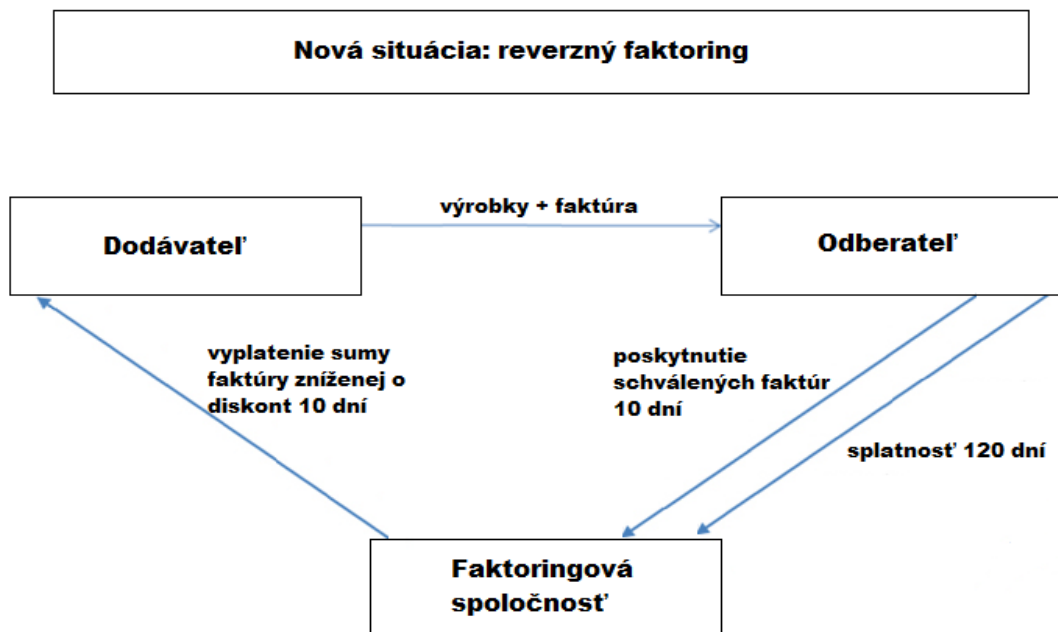 Nová situácia: reverzný faktoring
výrobky + faktúra
Dodávateľ
Odberateľ
vyplatenie sumy
faktúry zníženej o
diskont 10 dní
poskytnutie
schválených faktúr
10 dní
splatnosť 120 dní
Faktoringová
spoločnosť